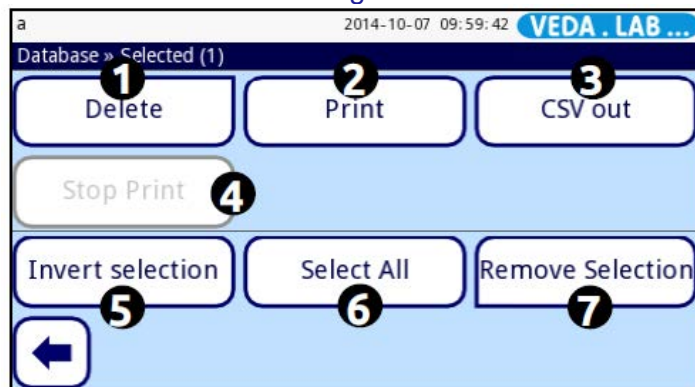 a 2014-10-07 09:59:42 VEDA . LAB ...
Database » Selected (1)
1 2 3
Delete Print CSV out
Stop Print 4
Invert selection Select All Remove Selection
5 6 7